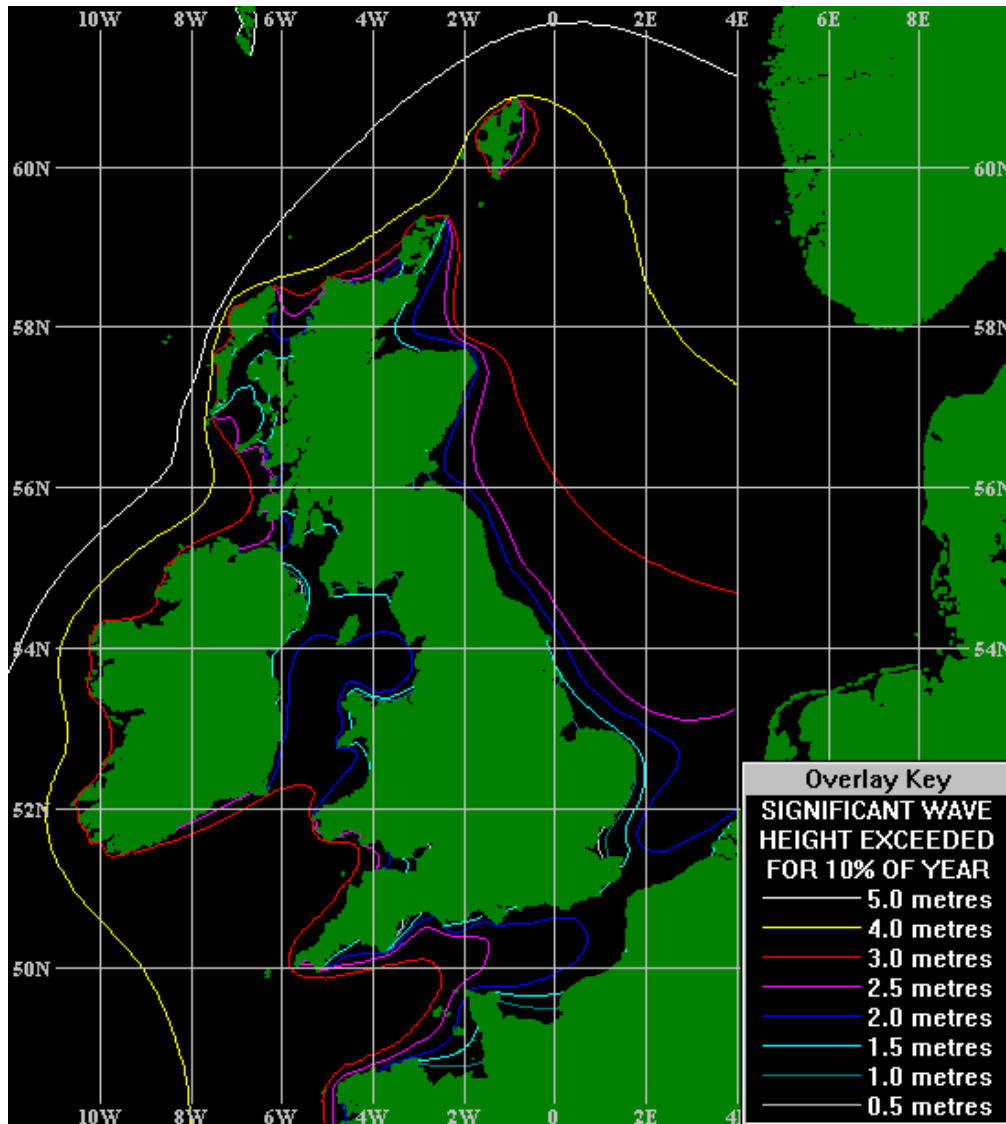 10W 8W 6W 4W 2W 0 2E 4E 6E 8E
60N 60N
58N 58N
56N 56N
54N 54N
52N
50N
Overlay Key
SIGNIFICANT WAVE
HEIGHT EXCEEDED
FOR 10% OF YEAR
5.0 metres
4.0 metres
3.0 metres
2.5 metres
2.0 metres
1.5 metres
1.0 metres
0.5 metres
10W 8W 6W 4W 2W 0 2E 4